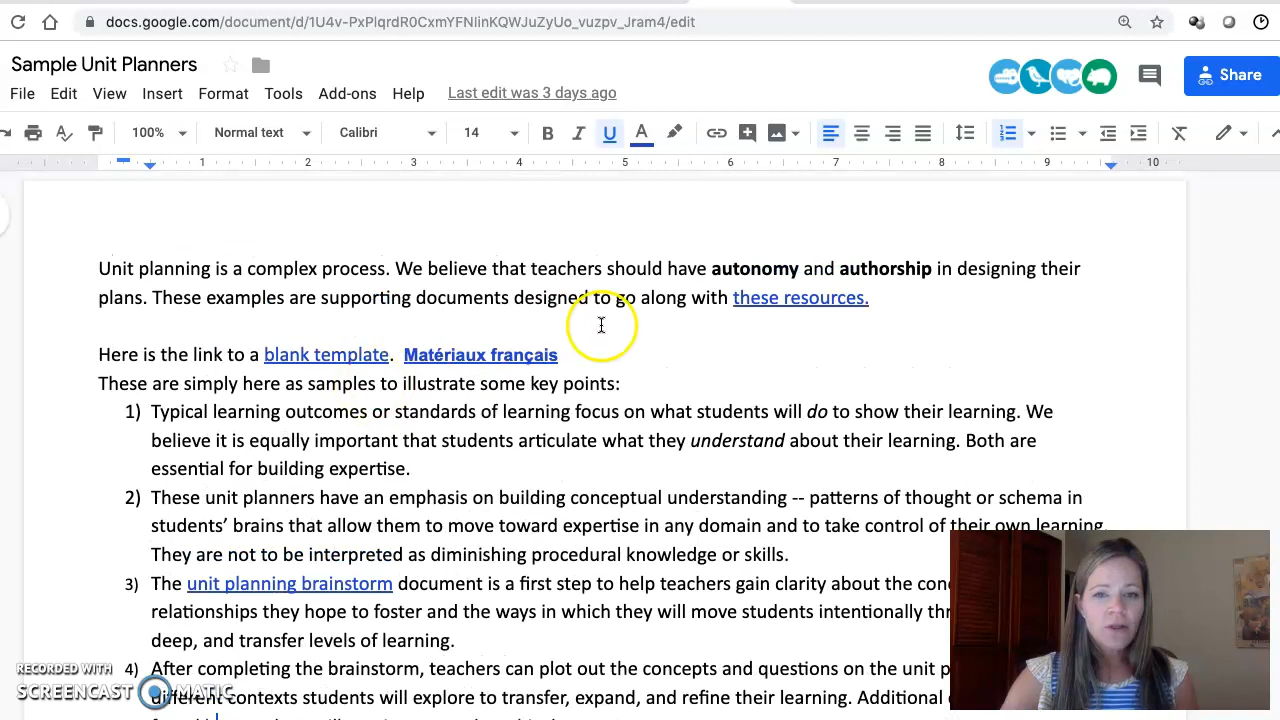 docs.google.com/document/d/1U4v-PxPlqrdR0CxmYFNlinKQWJuZyUo_vuzpv_Jram4/edit
Sample Unit Planners
Share
File Edit View Insert Format Tools Add-ons Help Last edit was 3 days ago
100% Normal text Calibri 14 B I U A
1 2 3 4 5 6 7 8 9 10
Unit planning is a complex process. We believe that teachers should have autonomy and authorship in designing their
plans. These examples are supporting documents designed to go along with these resources.
Here is the link to a blank template. Matériaux français
These are simply here as samples to illustrate some key points:
1) Typical learning outcomes or standards of learning focus on what students will do to show their learning. We
believe it is equally important that students articulate what they understand about their learning. Both are
essential for building expertise.
2) These unit planners have an emphasis on building conceptual understanding -- patterns of thought or schema in
students’ brains that allow them to move toward expertise in any domain and to take control of their own learning.
They are not to be interpreted as diminishing procedural knowledge or skills.
3) The unit planning brainstorm document is a first step to help teachers gain clarity about the
relationships they hope to foster and the ways in which they will move students intentionally
deep, and transfer levels of learning.
4) After completing the brainstorm, teachers can plot out the concepts and questions on the unit
different contexts students will explore to transfer, expand, and refine their learning. Additional
RECORDED WITH
SCREENCAST MATIC